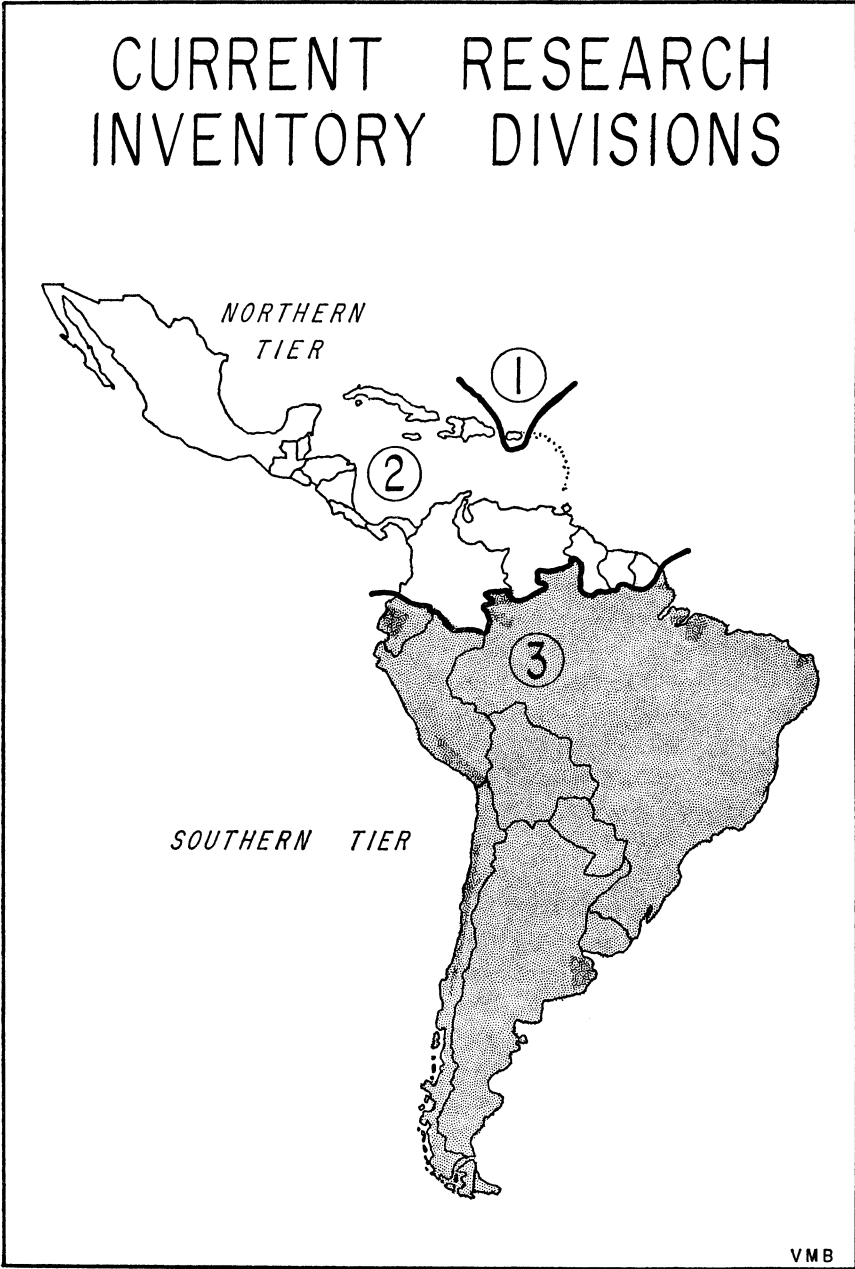 CURRENT RESEARCH
INVENTORY DIVISIONS
NORTHERN
TIER
1
2
3
SOUTHERN TIER
VMB